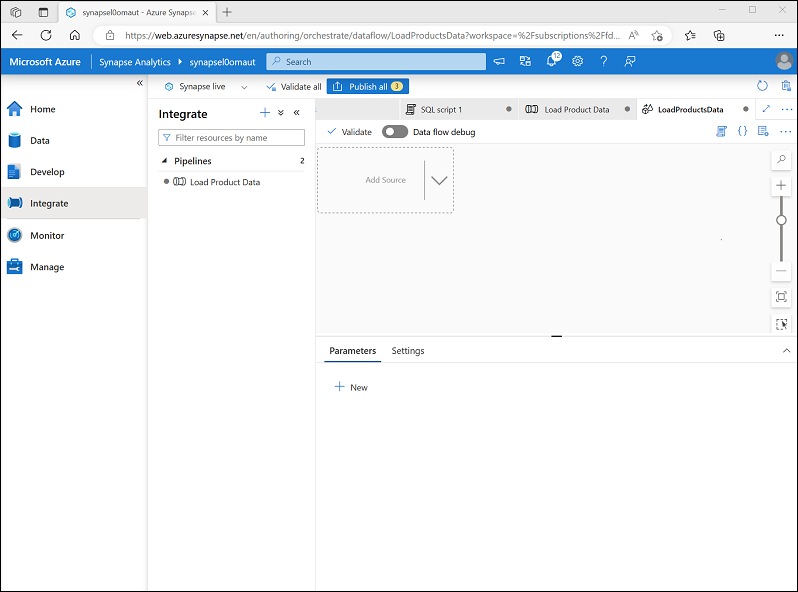 synapsel0omaut - Azure Synapse
https://web.azuresynapse.net/en/authoring/orchestrate/dataflow/LoadProductsData?workspace=%2Fsubscriptions%2Ffd...
Microsoft Azure Synapse Analytics synapsel0omaut Search 12
Synapse live Validate all Publish all 3
Home
Data
Develop
Integrate
Monitor
Manage
Integrate
Filter resources by name
Pipelines 2
Load Product Data
SQL script 1 Load Product Data LoadProductsData
Validate Data flow debug
Add Source
Parameters Settings
New